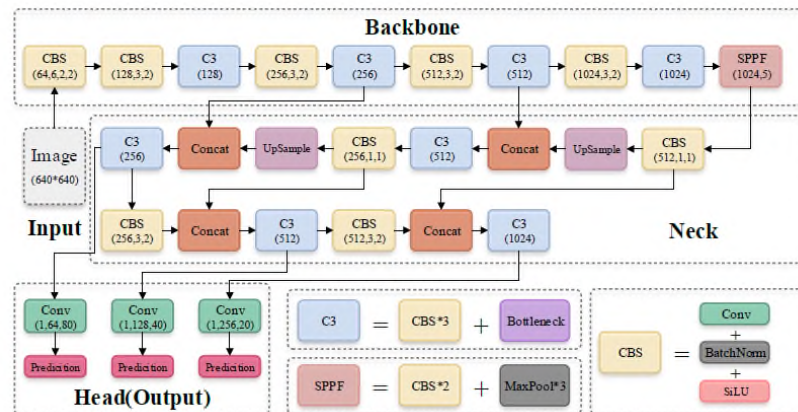 Backbone
CBS
(64,6,2,2)
CBS
(128,3,2)
C3
(128)
CBS
(256,3,2)
C3
(256)
CBS
(512,3,2)
C3
(512)
CBS
(1024,3,2)
C3
(1024)
SPPF
(1024,5)
Image
(640*640)
Input
C3
(256)
Concat
UpSample
CBS
(256,1,1)
C3
(512)
Concat
UpSample
CBS
(512,1,1)
CBS
(256,3,2)
Concat
C3
(512)
CBS
(512,3,2)
Concat
C3
(1024)
Neck
Conv
(1,64,80)
Conv
(1,128,40)
Conv
(1,256,20)
Predicition
Predicition
Predicition
Head(Output)
C3
=
CBS*3
+
Bottleneck
SPPF
=
CBS*2
+
MaxPool*3
CBS
=
Conv
+
BatchNorm
+
SiLU